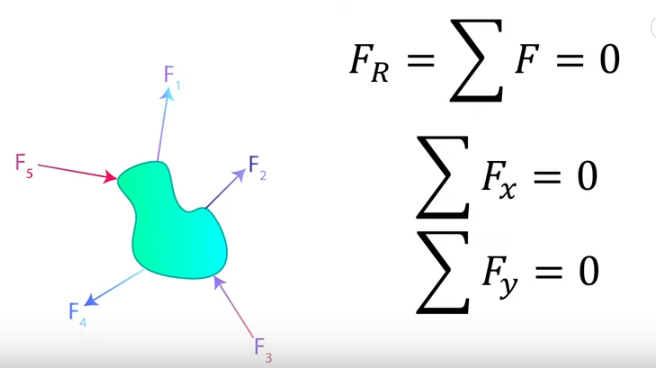 F_R = ∑ F = 0
F₁
F₅
F₂
∑ F_x = 0
∑ F_y = 0
F₄
F₃